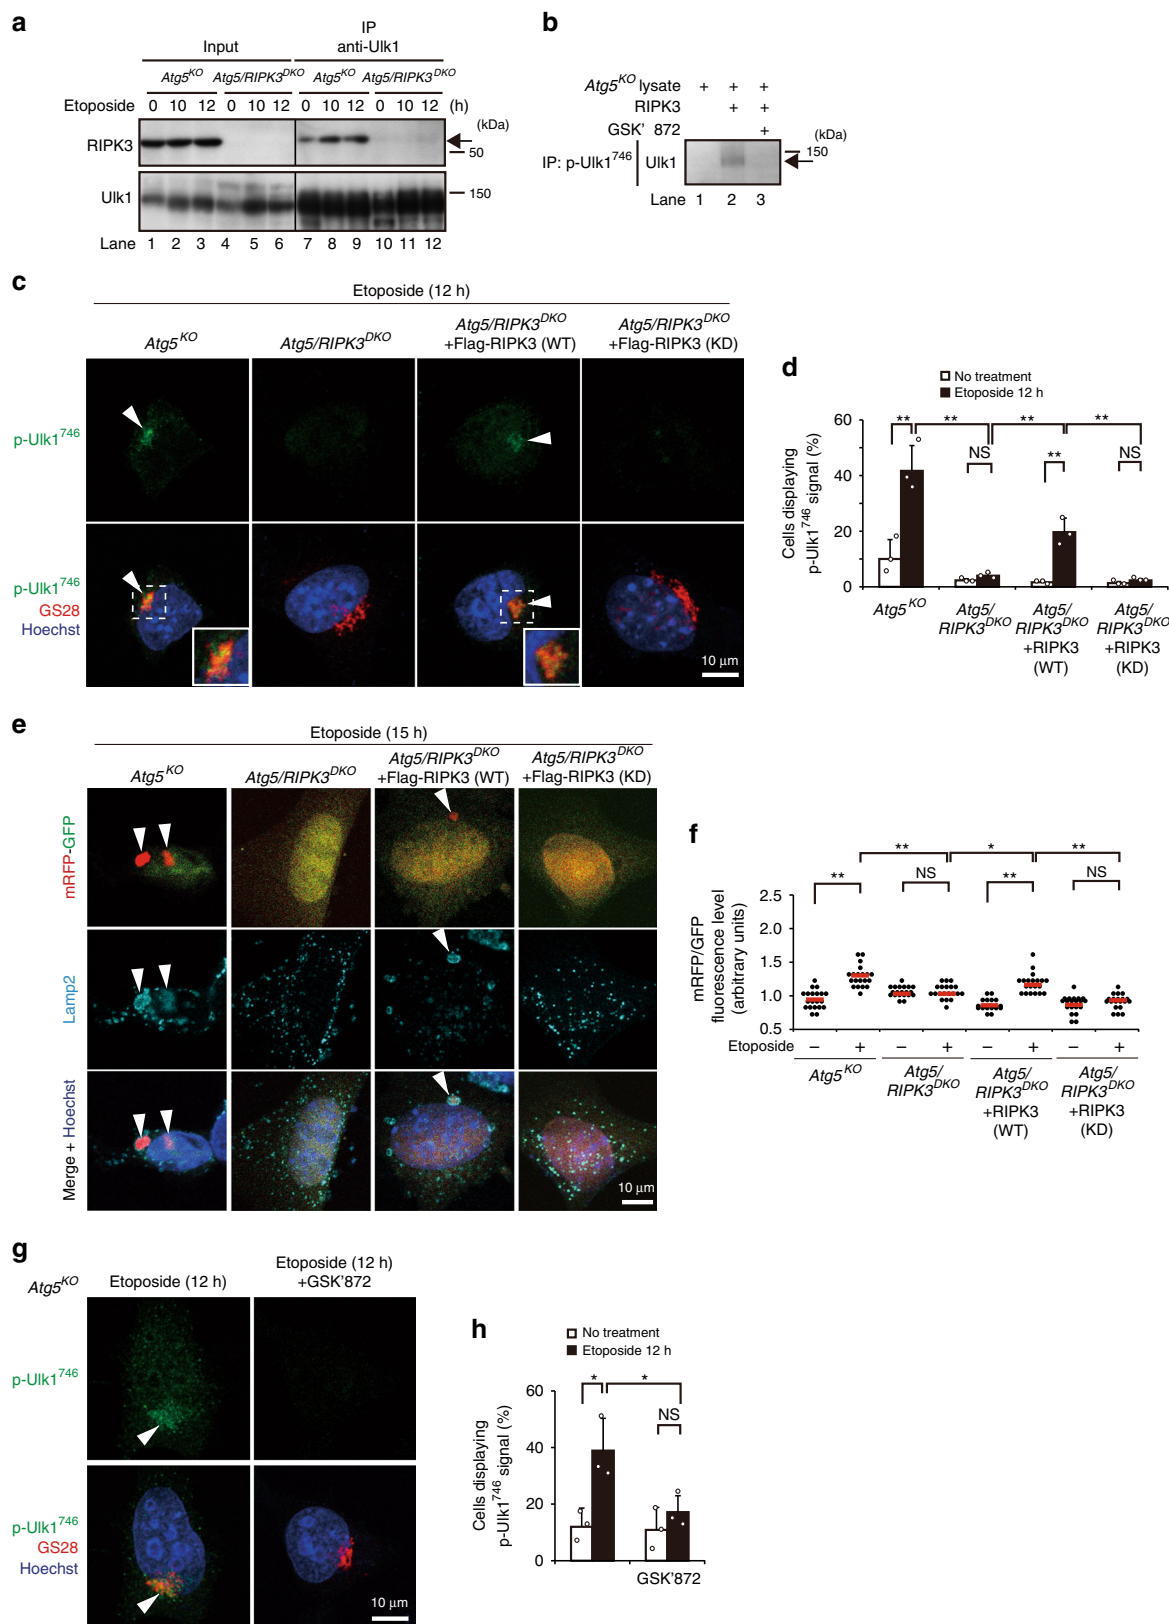 a
IP
Input
anti-Ulk1
Atg5KO Atg5/RIPK3DKO Atg5KO Atg5/RIPK3DKO
Etoposide 0 10 12 0 10 12 0 10 12 0 10 12 (h)
(kDa)
RIPK3
50
Ulk1
150
Lane 1 2 3 4 5 6 7 8 9 10 11 12
b
Atg5KO lysate + + +
RIPK3 + +
GSK' 872 +
(kDa)
150
IP: p-Ulk1746 Ulk1
Lane 1 2 3
c
Etoposide (12 h)
Atg5KO
Atg5/RIPK3DKO
Atg5/RIPK3DKO
+Flag-RIPK3 (WT)
Atg5/RIPK3DKO
+Flag-RIPK3 (KD)
p-Ulk1746
p-Ulk1746
GS28
Hoechst
10 μm
d
No treatment
Etoposide 12 h
Cells displaying
p-Ulk1746 signal (%)
60
40
20
0
** ** ** **
NS ** NS
Atg5KO
Atg5/
RIPK3DKO
Atg5/
RIPK3DKO
+RIPK3
(WT)
Atg5/
RIPK3DKO
+RIPK3
(KD)
e
Etoposide (15 h)
Atg5KO
Atg5/RIPK3DKO
Atg5/RIPK3DKO
+Flag-RIPK3 (WT)
Atg5/RIPK3DKO
+Flag-RIPK3 (KD)
mRFP-GFP
Lamp2
Merge + Hoechst
10 μm
f
** * **
** NS ** NS
mRFP/GFP
fluorescence level
(arbitrary units)
2.5
2.0
1.5
1.0
0.5
Etoposide − + − + − + − +
Atg5KO
Atg5/
RIPK3DKO
Atg5/
RIPK3DKO
+RIPK3
(WT)
Atg5/
RIPK3DKO
+RIPK3
(KD)
g
Atg5KO
Etoposide (12 h)
Etoposide (12 h)
+GSK'872
p-Ulk1746
p-Ulk1746
GS28
Hoechst
10 μm
h
No treatment
Etoposide 12 h
Cells displaying
p-Ulk1746 signal (%)
60
40
20
0
* *
NS
GSK'872